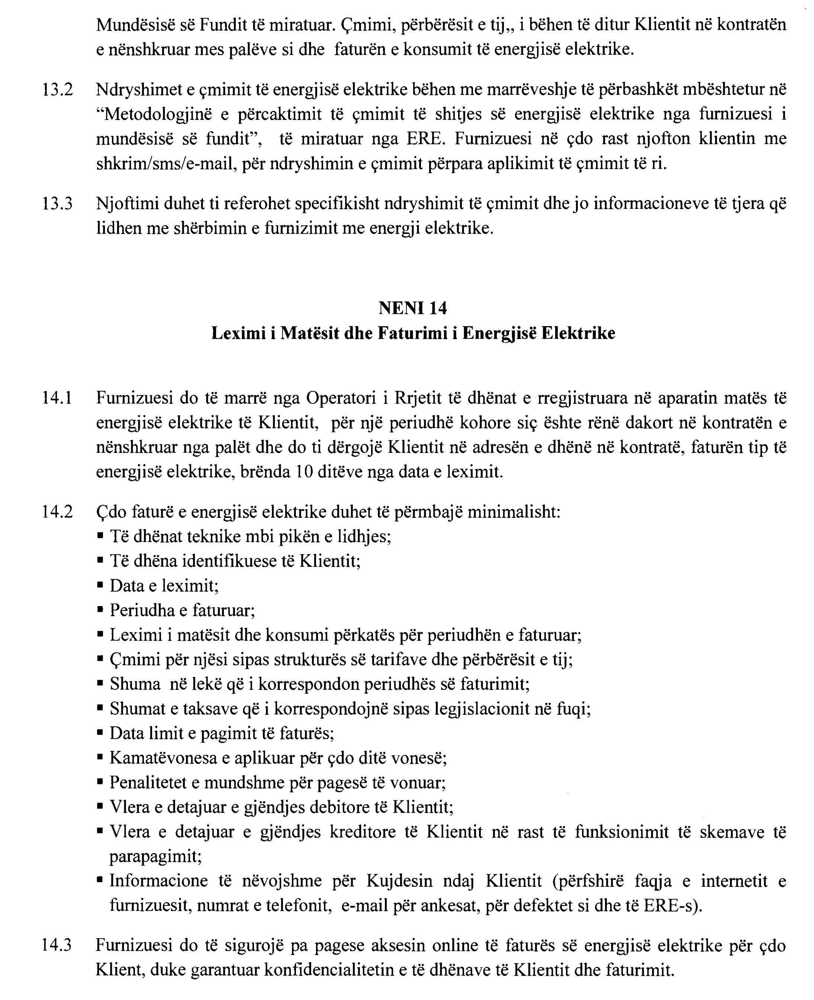 Mundësisë së Fundit të miratuar. Çmimi, përbërësit e tij,, i bëhen të ditur Klientit në kontratën
e nënshkruar mes palëve si dhe faturën e konsumit të energjisë elektrike.
13.2 Ndryshimet e çmimit të energjisë elektrike bëhen me marrëveshje të përbashkët mbështetur në
“Metodologjinë e përcaktimit të çmimit të shitjes së energjisë elektrike nga furnizuesi i
mundësisë së fundit”, të miratuar nga ERE. Furnizuesi në çdo rast njofton klientin me
shkrim/sms/e-mail, për ndryshimin e çmimit përpara aplikimit të çmimit të ri.
13.3 Njoftimi duhet ti referohet specifikisht ndryshimit të çmimit dhe jo informacioneve të tjera që
lidhen me shërbimin e furnizimit me energji elektrike.
NENI 14
Leximi i Matësit dhe Faturimi i Energjisë Elektrike
14.1 Furnizuesi do të marrë nga Operatori i Rrjetit të dhënat e rregjistruara në aparatin matës të
energjisë elektrike të Klientit, për një periudhë kohore siç ështe rënë dakort në kontratën e
nënshkruar nga palët dhe do ti dërgojë Klientit në adresën e dhënë në kontratë, faturën tip të
energjisë elektrike, brënda 10 ditëve nga data e leximit.
14.2 Çdo faturë e energjisë elektrike duhet të përmbajë minimalisht:
▪ Të dhënat teknike mbi pikën e lidhjes;
▪ Të dhëna identifikuese të Klientit;
▪ Data e leximit;
▪ Periudha e faturuar;
▪ Leximi i matësit dhe konsumi përkatës për periudhën e faturuar;
▪ Çmimi për njësi sipas strukturës së tarifave dhe përbërësit e tij;
▪ Shuma në lekë që i korrespondon periudhës së faturimit;
▪ Shumat e taksave që i korrespondojnë sipas legjislacionit në fuqi;
▪ Data limit e pagimit të faturës;
▪ Kamatëvonesa e aplikuar për çdo ditë vonesë;
▪ Penalitetet e mundshme për pagesë të vonuar;
▪ Vlera e detajuar e gjëndjes debitore të Klientit;
▪ Vlera e detajuar e gjëndjes kreditore të Klientit në rast të funksionimit të skemave të
parapagimit;
▪ Informacione të nëvojshme për Kujdesin ndaj Klientit (përfshirë faqja e internetit e
furnizuesit, numrat e telefonit, e-mail për ankesat, për defektet si dhe të ERE-s).
14.3 Furnizuesi do të sigurojë pa pagese aksesin online të faturës së energjisë elektrike për çdo
Klient, duke garantuar konfidencialitetin e të dhënave të Klientit dhe faturimit.